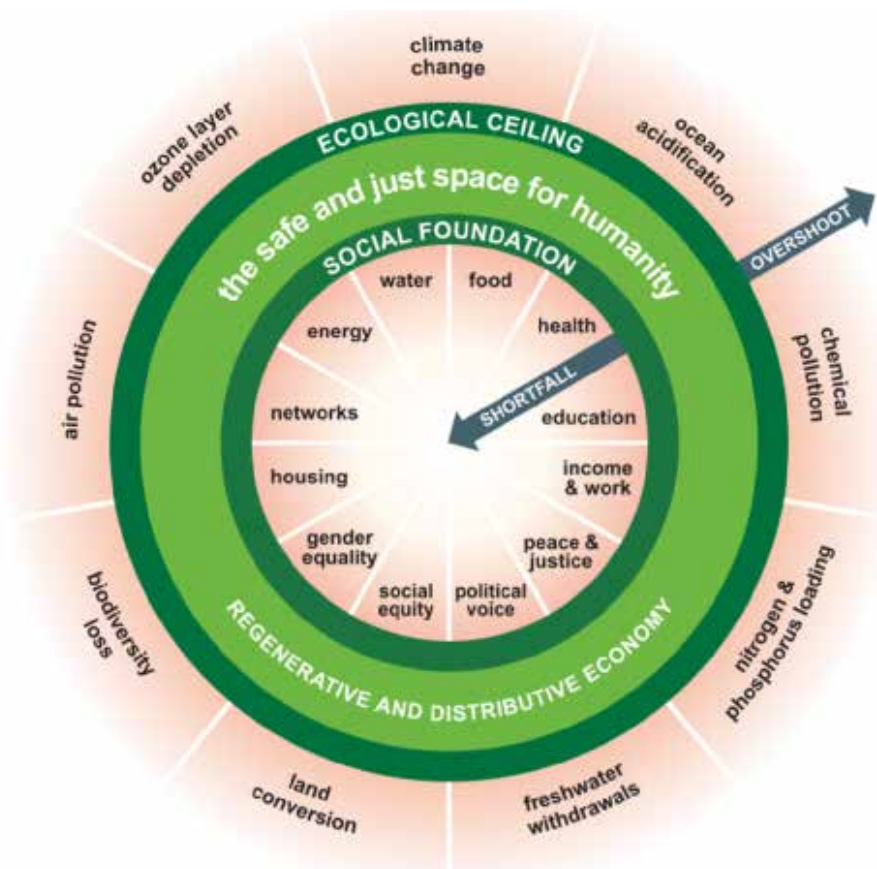 climate
change
ocean
acidification
chemical
pollution
nitrogen &
phosphorus loading
freshwater
withdrawals
land
conversion
biodiversity
loss
air pollution
ozone layer
depletion
ECOLOGICAL CEILING
the safe and just space for humanity
SOCIAL FOUNDATION
OVERSHOOT
SHORTFALL
water
food
health
education
income
& work
peace &
justice
political
voice
social
equity
gender
equality
housing
networks
energy
REGENERATIVE AND DISTRIBUTIVE ECONOMY